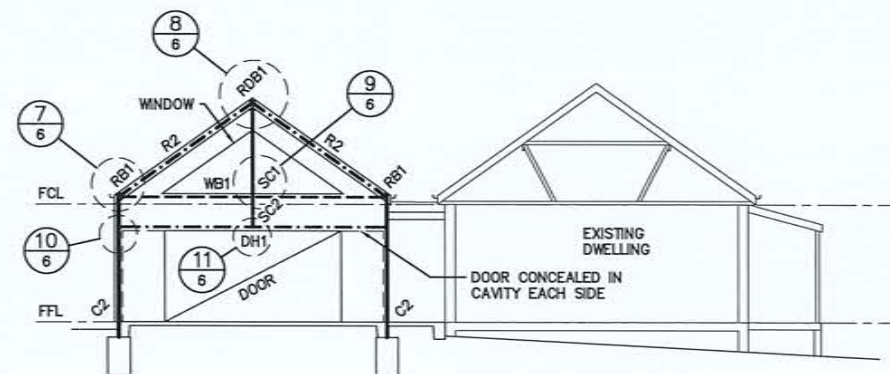 8
6
RDB1
9
6
WINDOW
7
6
R2
R2
RB1
WB1
SC1
RB1
FCL
SC2
10
6
DH1
EXISTING
DWELLING
11
6
DOOR
DOOR CONCEALED IN
CAVITY EACH SIDE
C2
C2
FFL